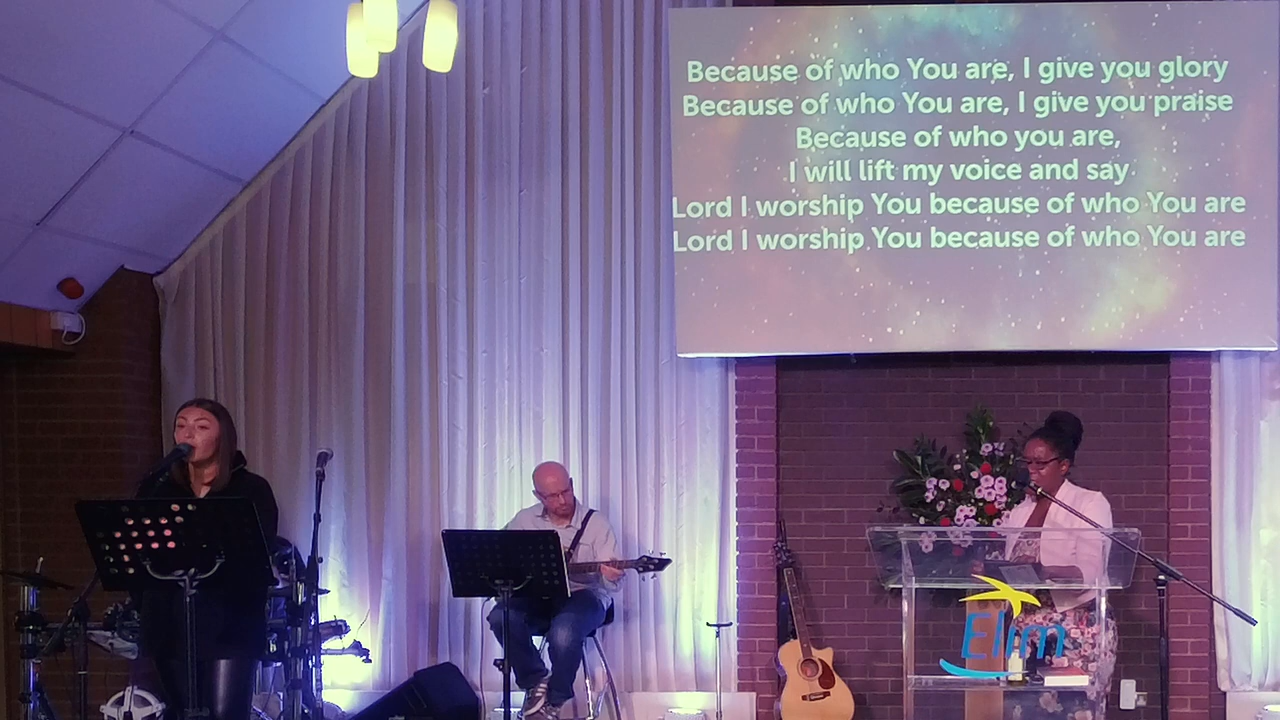 Because of who You are, I give you glory
Because of who You are, I give you praise
Because of who you are,
I will lift my voice and say
Lord I worship You because of who You are
Lord I worship You because of who You are
Elim